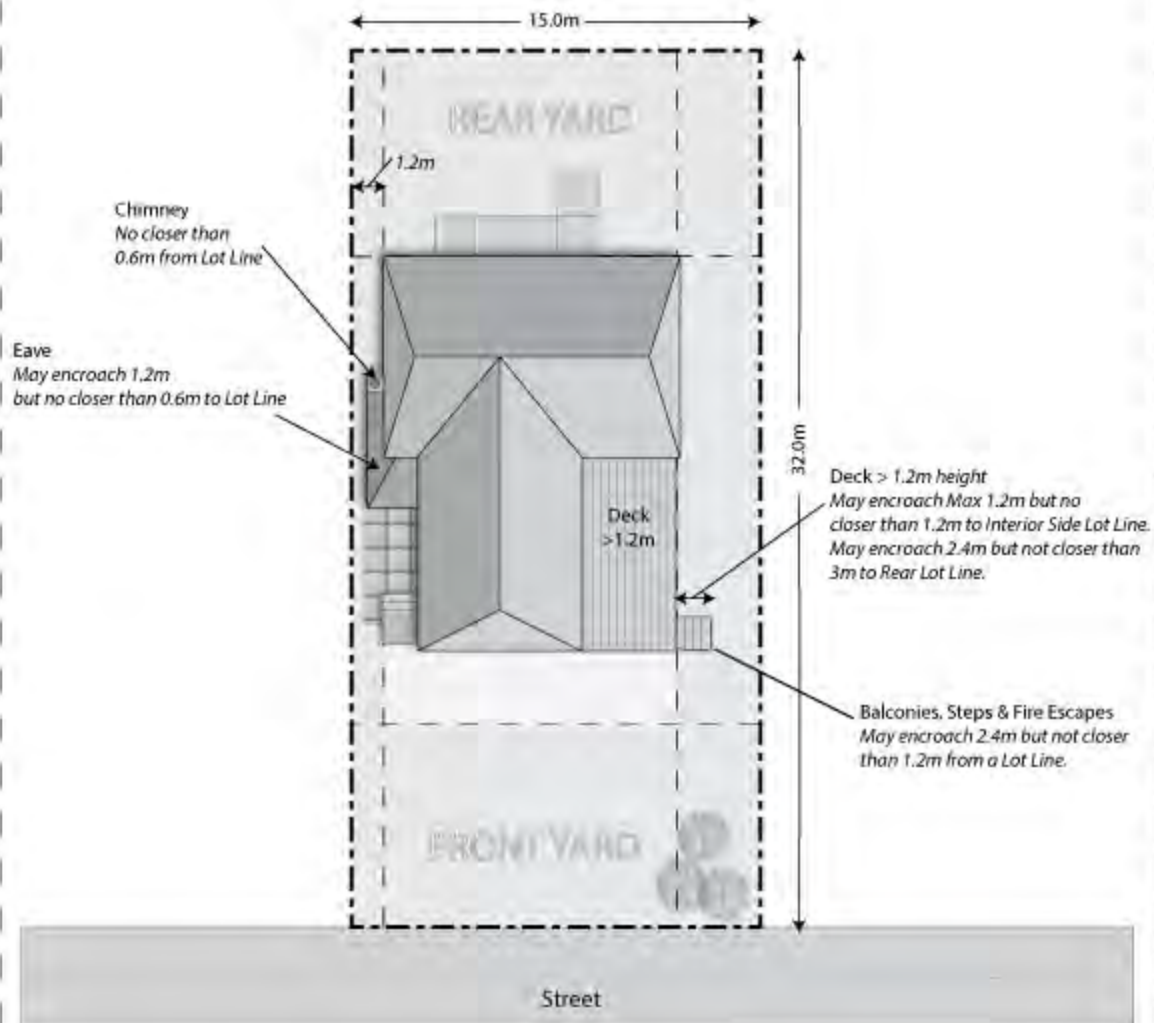 15.0m
REAR YARD
1.2m
Chimney
No closer than
0.6m from Lot Line
Eave
May encroach 1.2m
but no closer than 0.6m to Lot Line
32.0m
Deck > 1.2m height
May encroach Max 1.2m but no
closer than 1.2m to Interior Side Lot Line.
May encroach 2.4m but not closer than
3m to Rear Lot Line.
Deck
>1.2m
Balconies, Steps & Fire Escapes
May encroach 2.4m but not closer
than 1.2m from a Lot Line.
FRONT YARD
Street